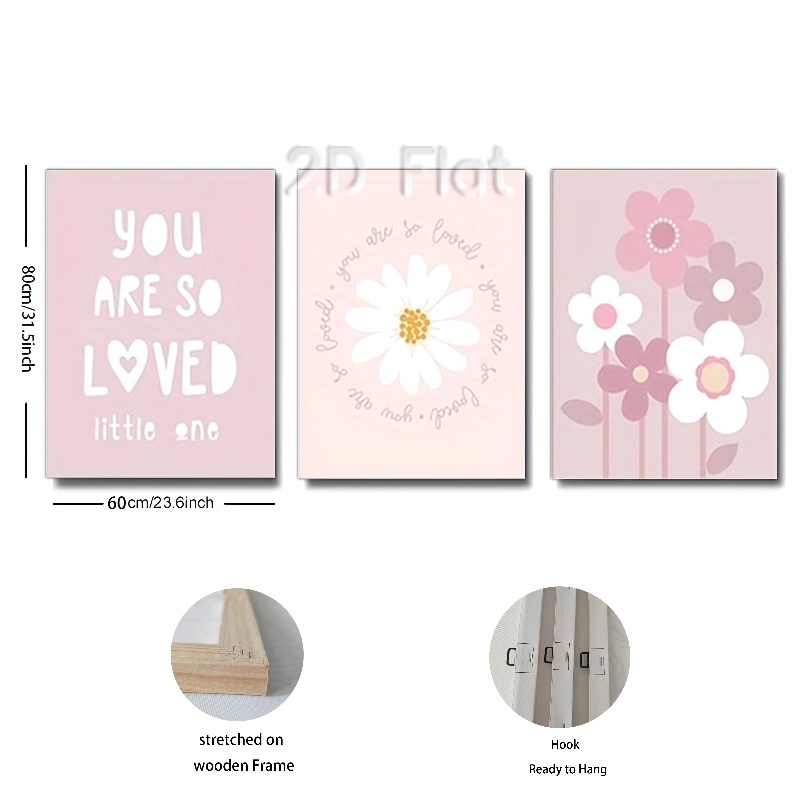 2D Flat
80cm/31.5inch
YOU
ARE SO
LOVED
little one
you are so loved • you are so loved • you are so loved •
60cm/23.6inch
stretched on
wooden Frame
Hook
Ready to Hang